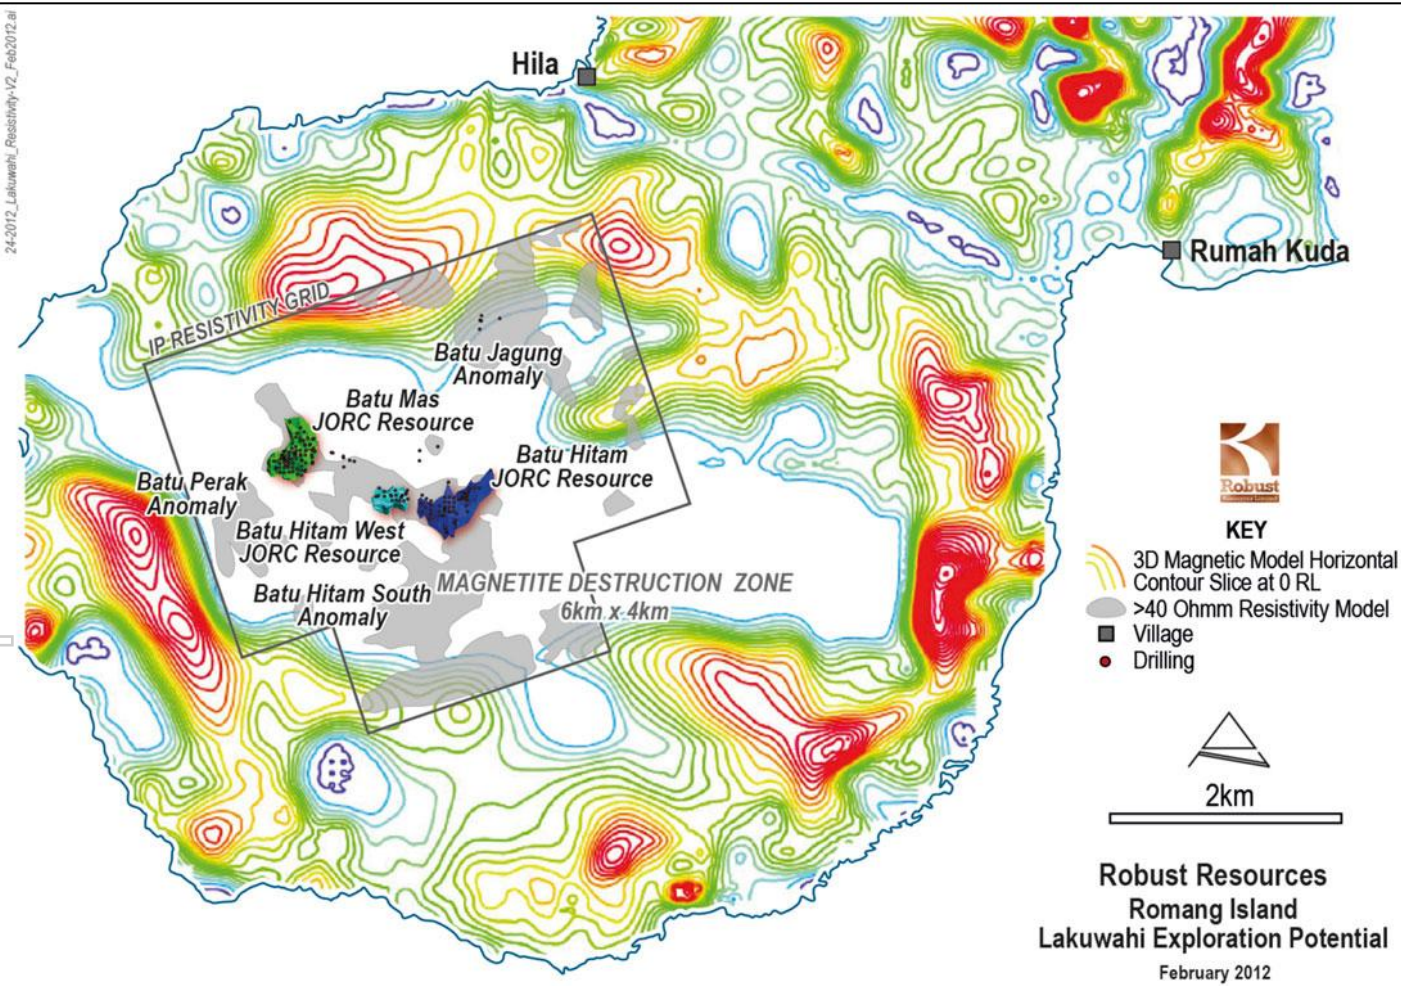 24-2012_Lakuwahi_Resistivity-V2_Feb2012.ai
Hila
Rumah Kuda
IP RESISTIVITY GRID
Batu Jagung
Anomaly
Batu Mas
JORC Resource
Batu Hitam
JORC Resource
Batu Perak
Anomaly
Batu Hitam West
JORC Resource
Batu Hitam South
Anomaly
MAGNETITE DESTRUCTION ZONE
6km x 4km
Robust
KEY
3D Magnetic Model Horizontal
Contour Slice at 0 RL
>40 Ohmm Resistivity Model
Village
Drilling
2km
Robust Resources
Romang Island
Lakuwahi Exploration Potential
February 2012